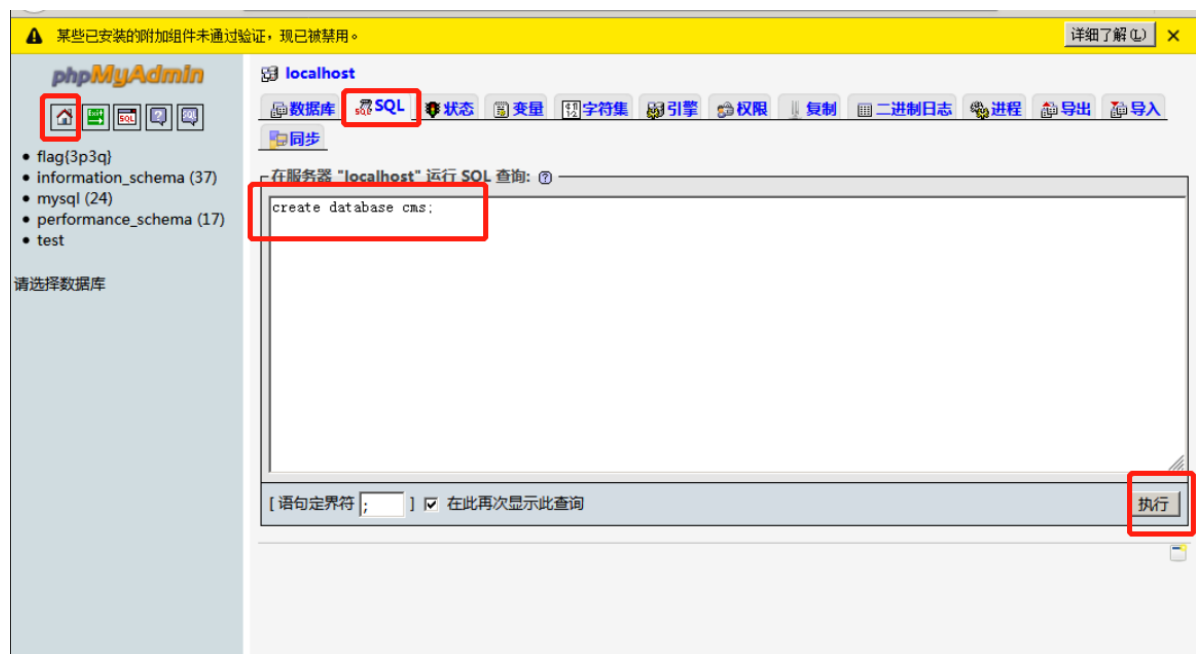 某些已安装的附加组件未通过验证，现已被禁用。 详细了解(L) ×
phpMyAdmin
localhost
数据库 SQL 状态 变量 字符集 引擎 权限 复制 二进制日志 进程 导出 导入
同步
flag{3p3q}
information_schema (37)
mysql (24)
performance_schema (17)
test
请选择数据库
在服务器 "localhost" 运行 SQL 查询:
create database cms;
[ 语句定界符 ; ] 在此再次显示此查询
执行